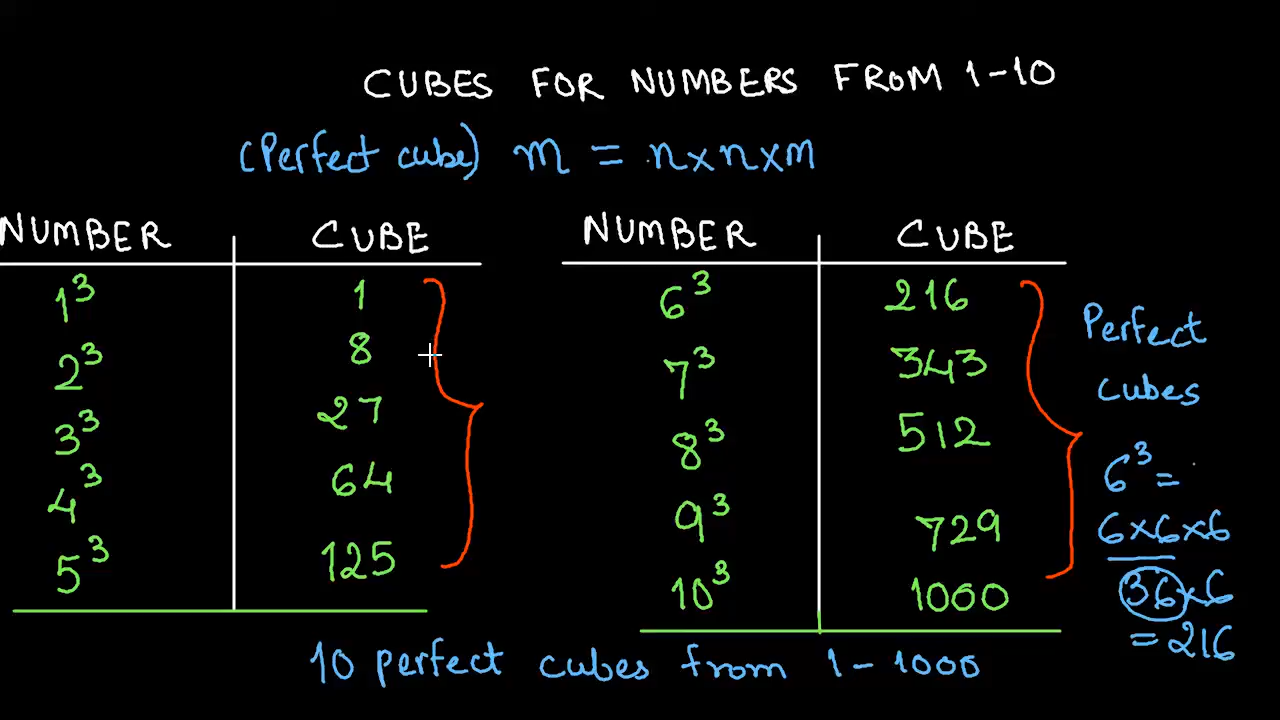 CUBES FOR NUMBERS FROM 1-10
(Perfect cube) m = n×n×m
NUMBER CUBE
1³ 1
2³ 8
3³ 27
4³ 64
5³ 125
NUMBER CUBE
6³ 216
7³ 343
8³ 512
9³ 729
10³ 1000
Perfect
cubes
6³ =
6×6×6
36×6
= 216
10 perfect cubes from 1-1000